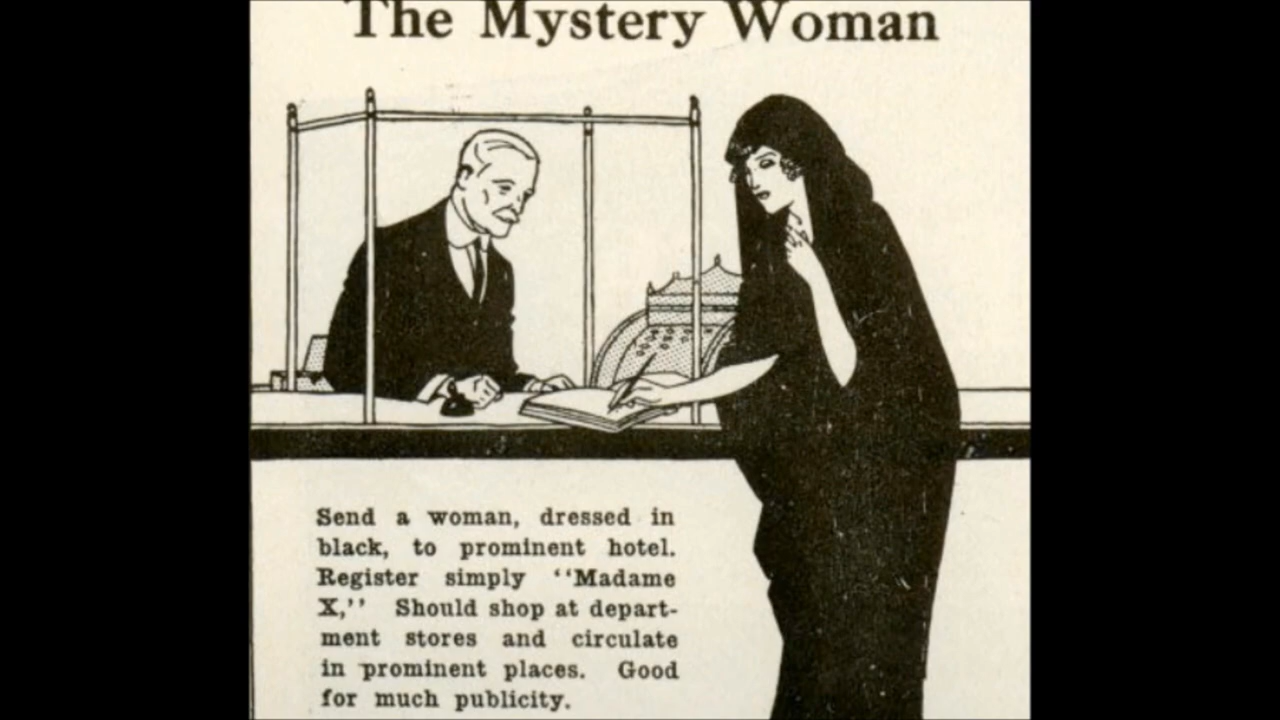 The Mystery Woman
Send a woman, dressed in
black, to prominent hotel.
Register simply ‘‘Madame
X,’’ Should shop at depart-
ment stores and circulate
in prominent places. Good
for much publicity.